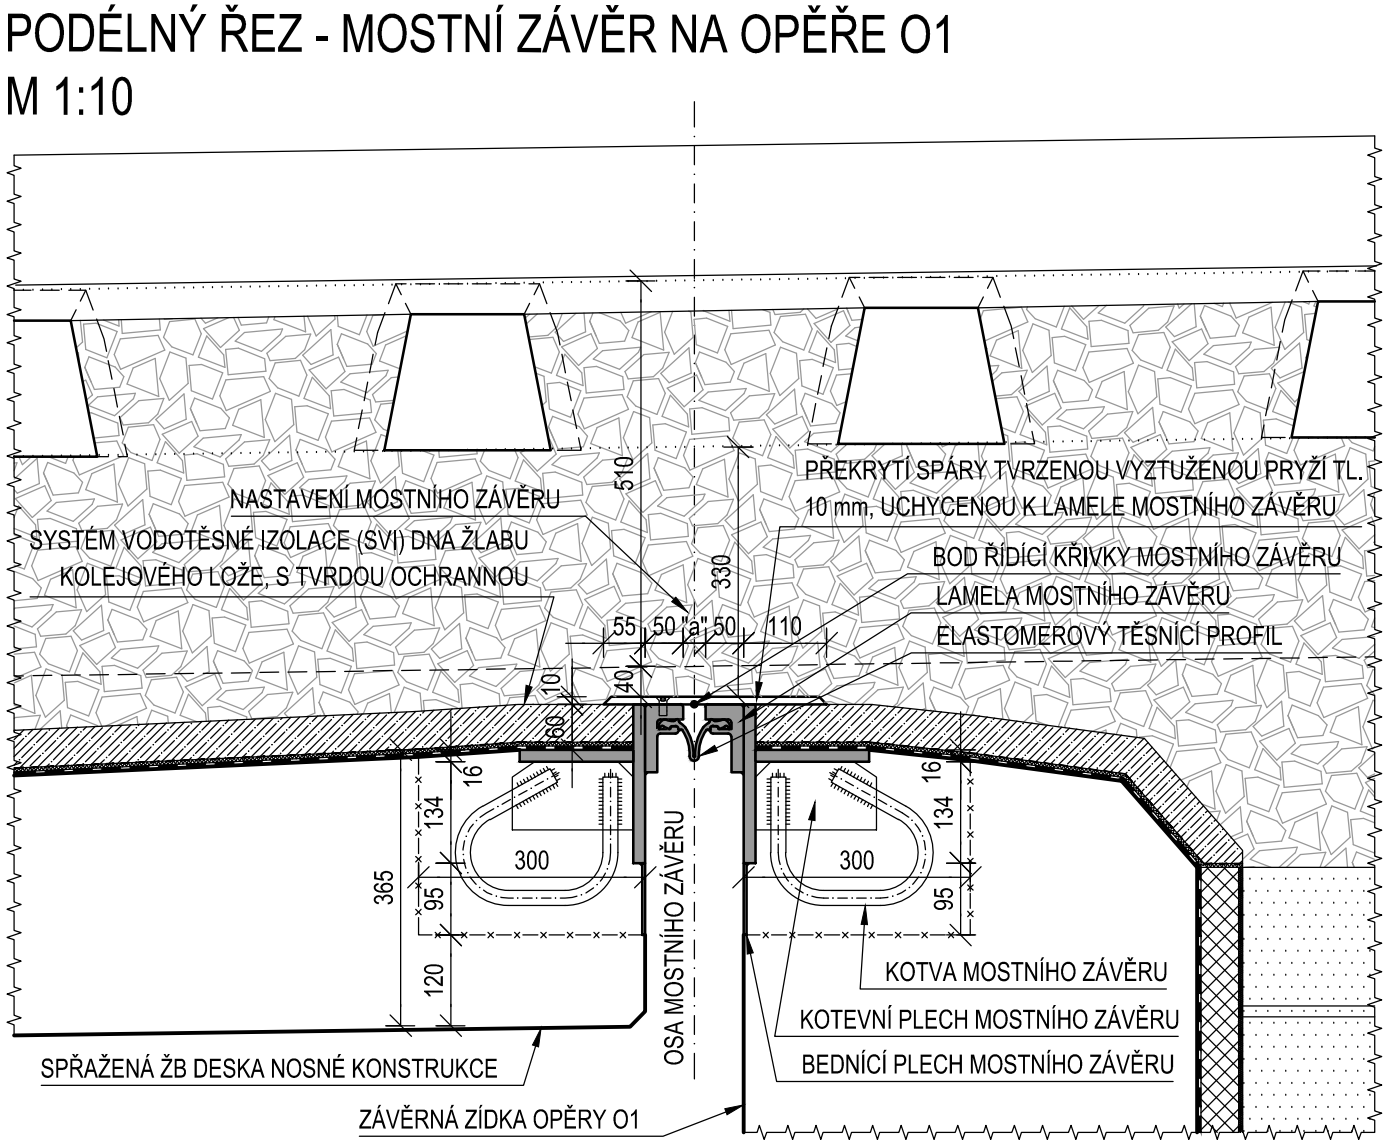 PODÉLNÝ ŘEZ - MOSTNÍ ZÁVĚR NA OPĚŘE O1
M 1:10
510
PŘEKRYTÍ SPÁRY TVRZENOU VYZTUŽENOU PRYŽÍ TL.
10 mm, UCHYCENOU K LAMELE MOSTNÍHO ZÁVĚRU
NASTAVENÍ MOSTNÍHO ZÁVĚRU
SYSTÉM VODOTĚSNÉ IZOLACE (SVI) DNA ŽLABU
KOLEJOVÉHO LOŽE, S TVRDOU OCHRANNOU
330
BOD ŘÍDÍCÍ KŘIVKY MOSTNÍHO ZÁVĚRU
LAMELA MOSTNÍHO ZÁVĚRU
ELASTOMEROVÝ TĚSNÍCÍ PROFIL
55 50 "a" 50 110
10
40
60
16
16
134
134
300
300
365
95
95
120
OSA MOSTNÍHO ZÁVĚRU
KOTVA MOSTNÍHO ZÁVĚRU
KOTEVNÍ PLECH MOSTNÍHO ZÁVĚRU
BEDNÍCÍ PLECH MOSTNÍHO ZÁVĚRU
SPŘAŽENÁ ŽB DESKA NOSNÉ KONSTRUKCE
ZÁVĚRNÁ ZÍDKA OPĚRY O1